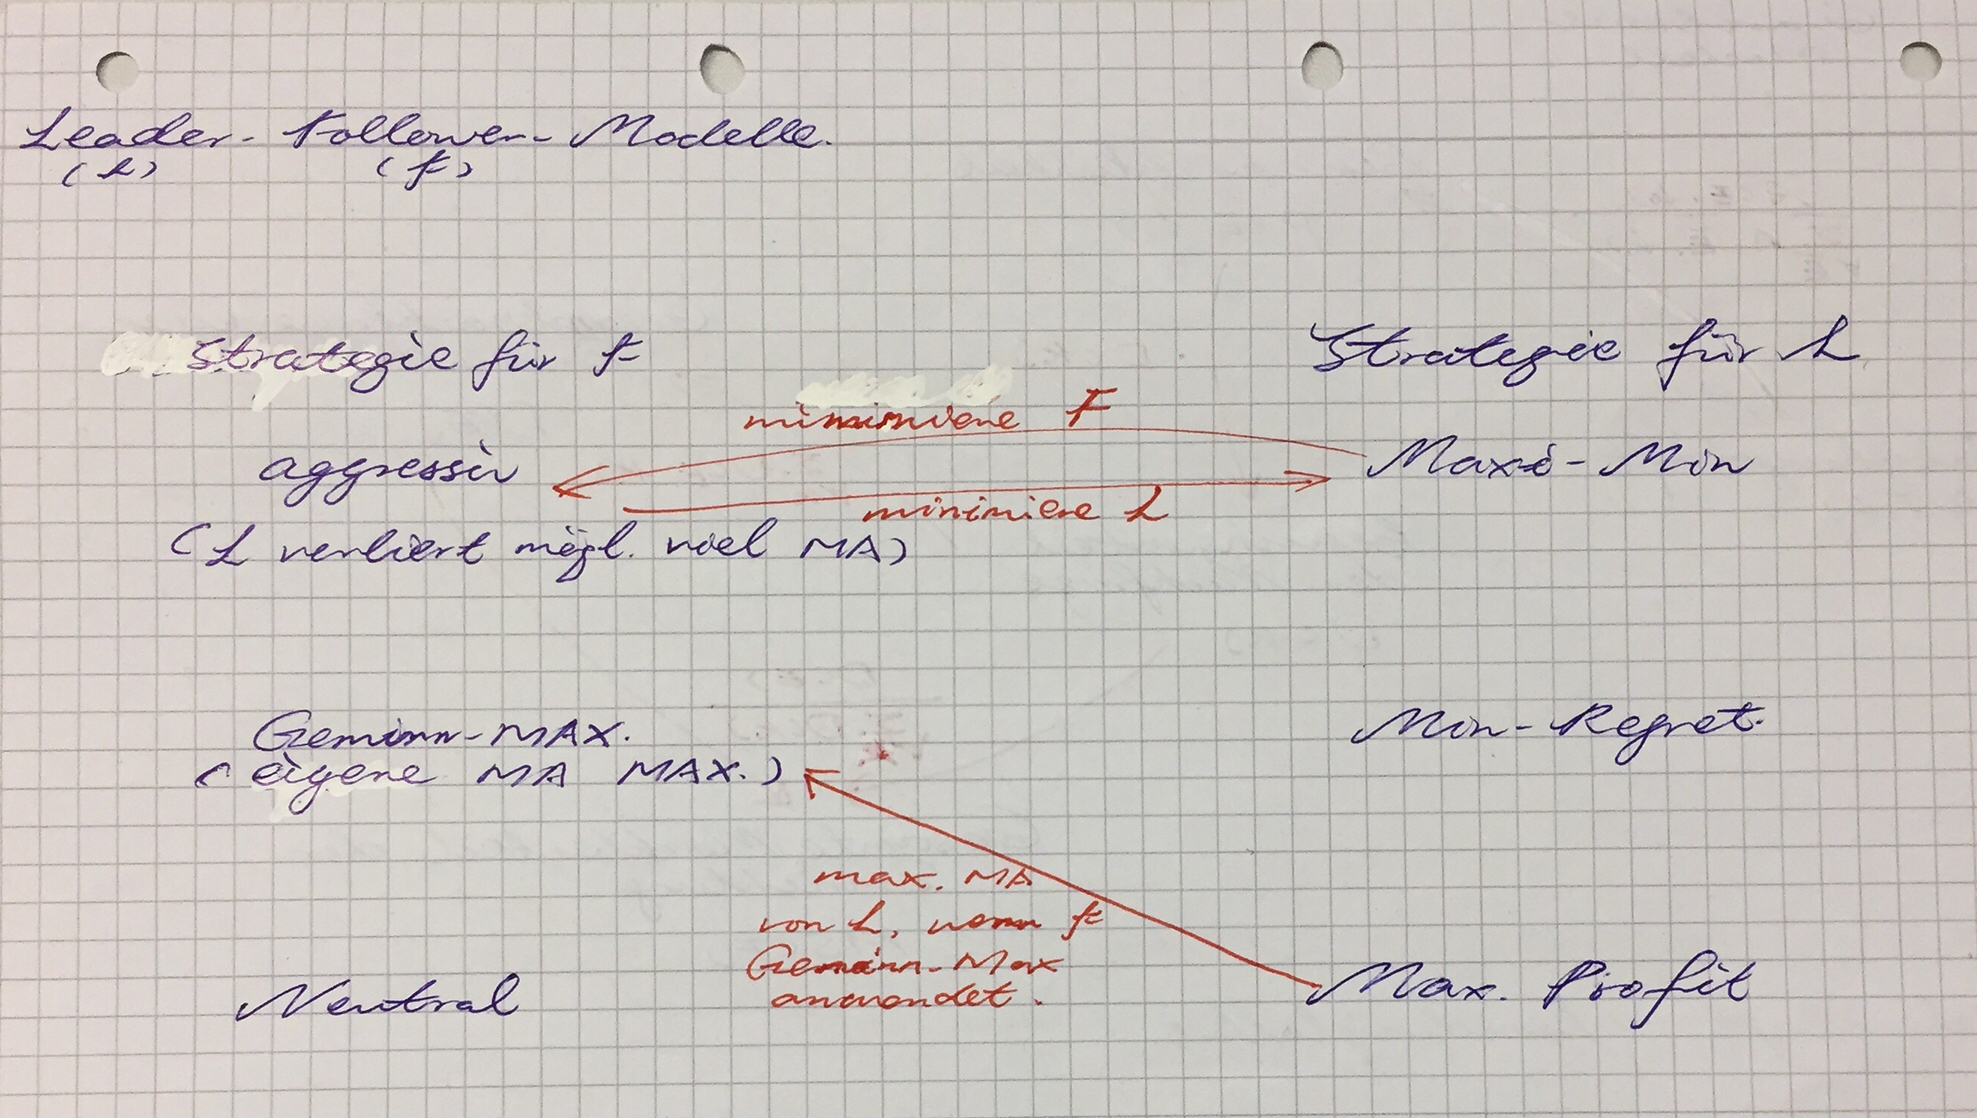 Leader-Follower-Modelle.
(L) (F)
Strategie für F
Strategie für L
minimiere F
aggressiv
Maxi-Min
minimiere L
(L verliert mögl. viel MA)
Gewinn-MAX.
Min-Regret.
(eigene MA MAX.)
max. MA
von L, wenn F
Gewinn-Max
anwendet.
Neutral
Max. Profit